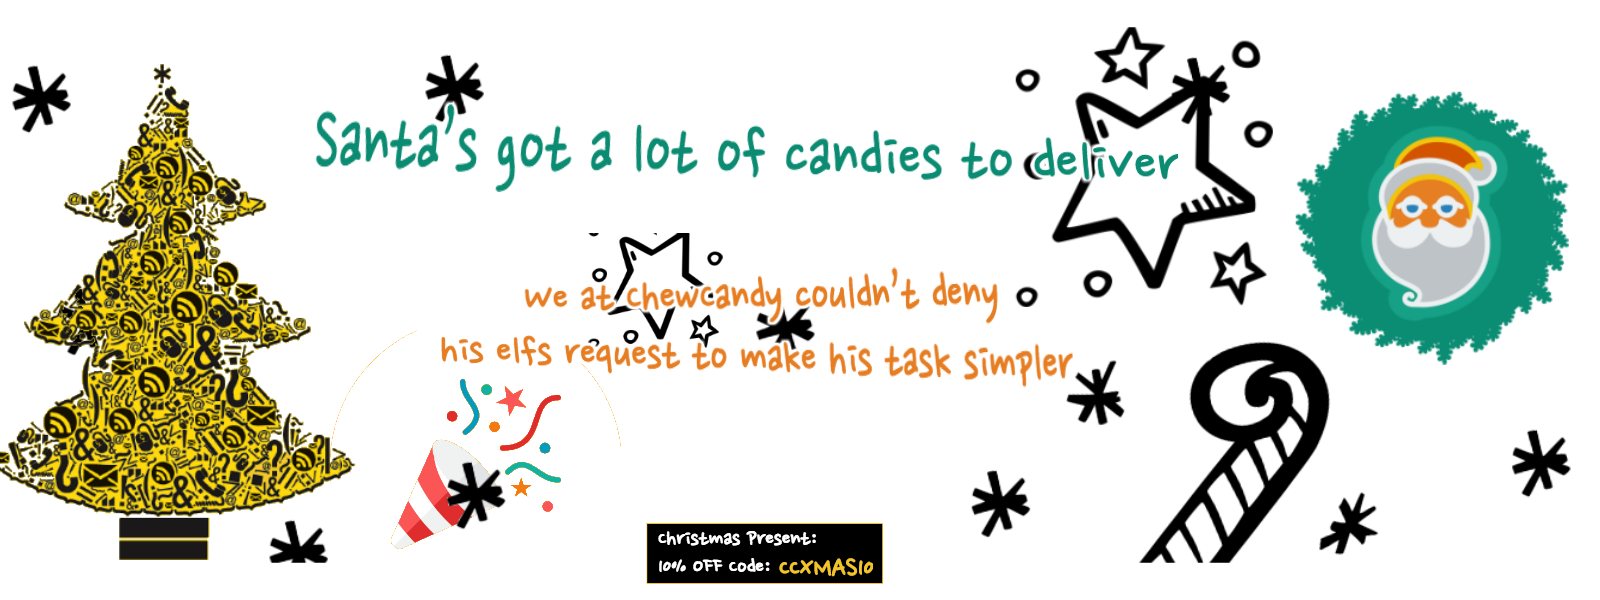 Santa's got a lot of candies to deliver
we at chewcandy couldn't deny
his elfs request to make his task simpler
Christmas Present:
10% OFF code: CCXMAS10